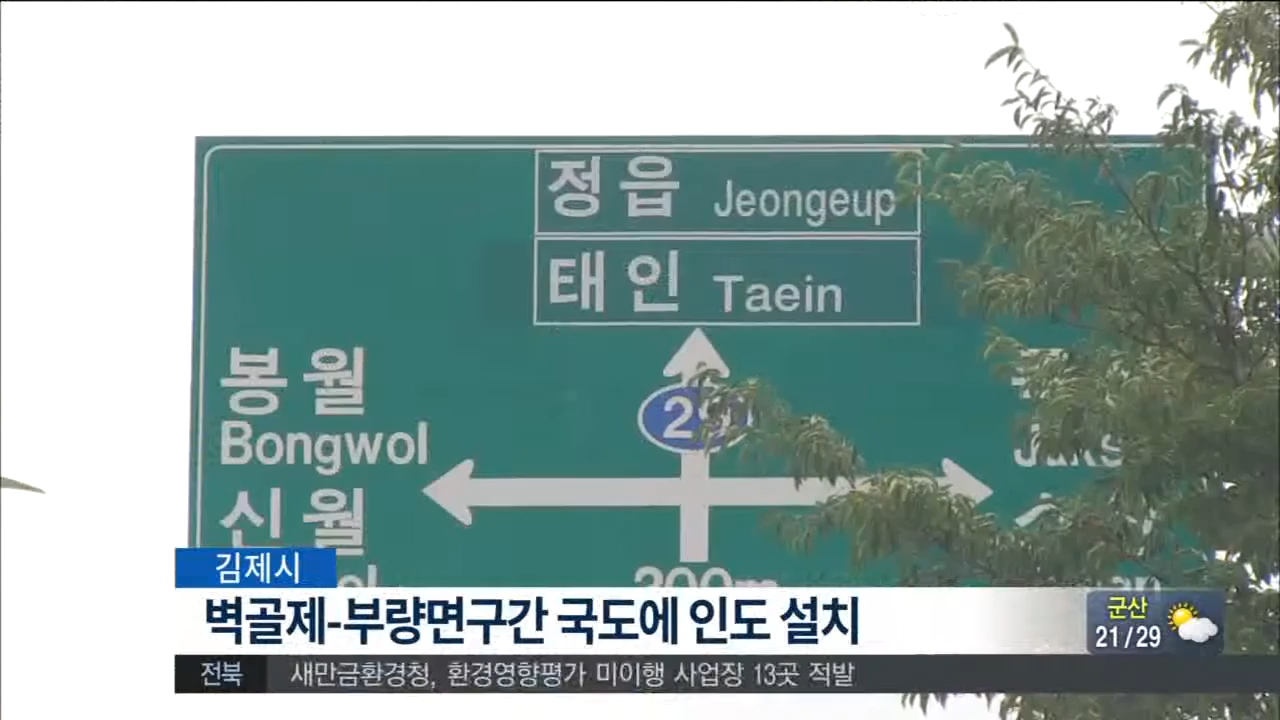 정읍 Jeongeup
태인 Taein
봉월
Bongwol
신월
29
김제시
벽골제-부량면구간 국도에 인도 설치
군산
21/29
전북 새만금환경청, 환경영향평가 미이행 사업장 13곳 적발